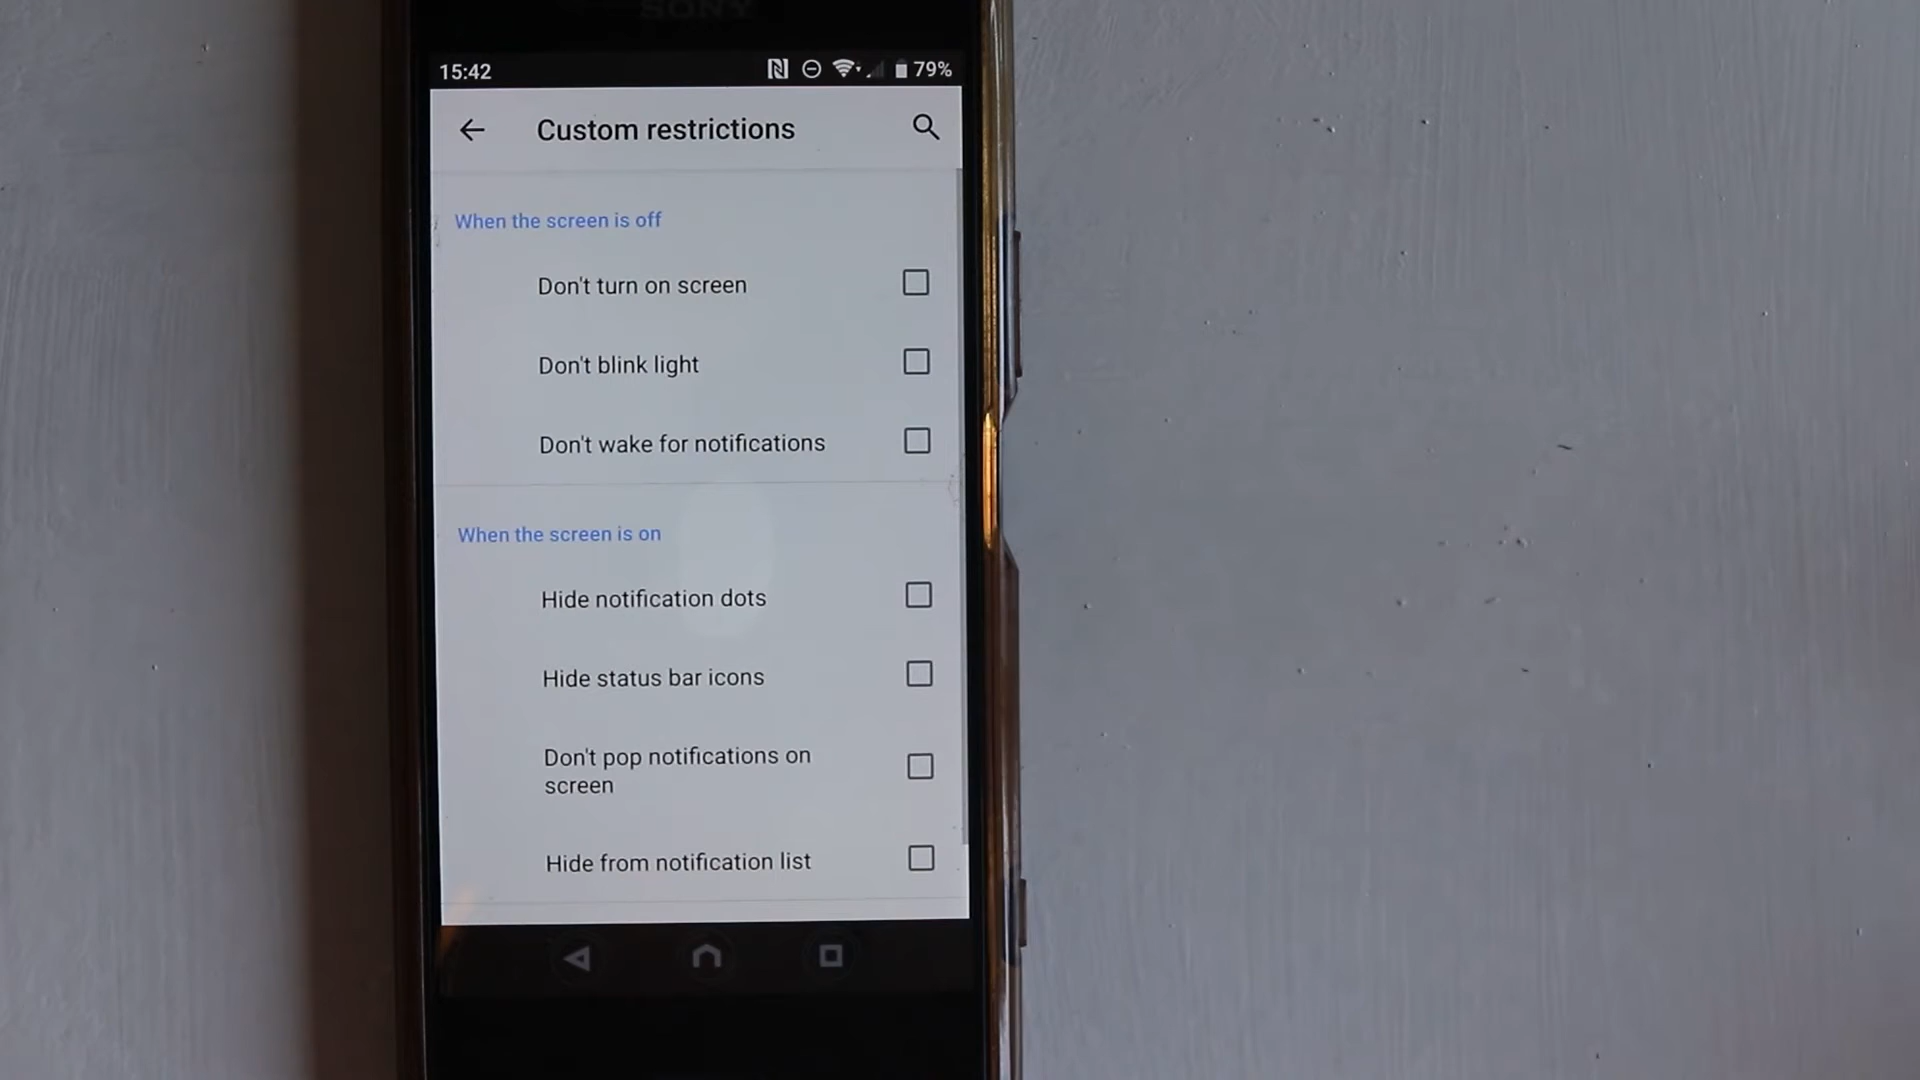 SONY
15:42
79%
Custom restrictions
When the screen is off
Don't turn on screen
Don't blink light
Don't wake for notifications
When the screen is on
Hide notification dots
Hide status bar icons
Don't pop notifications on
screen
Hide from notification list